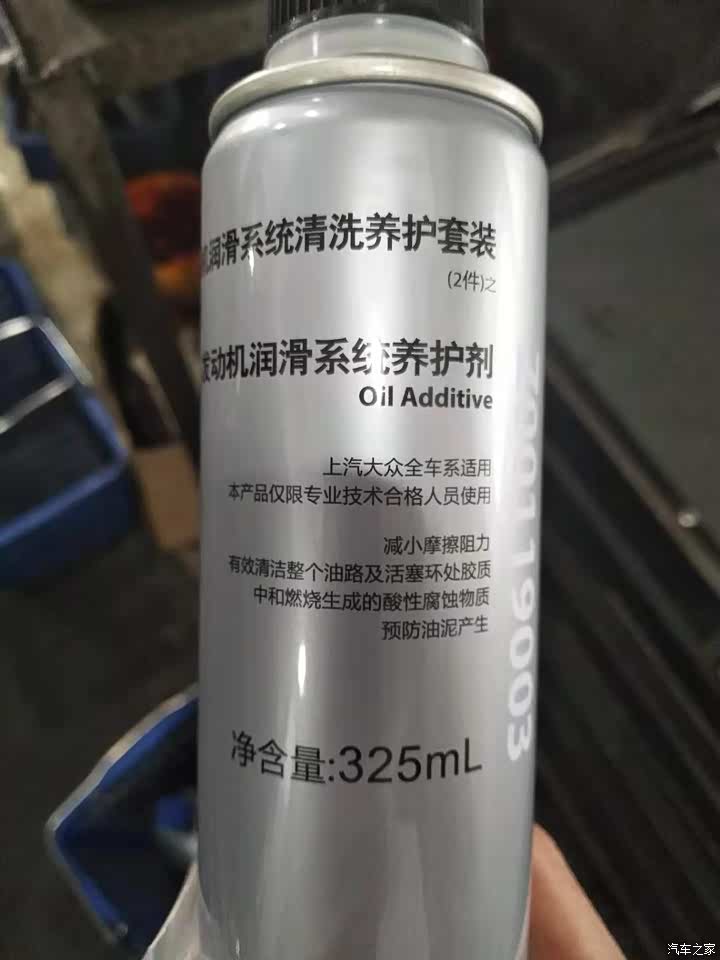 机润滑系统清洗养护套装
(2件)之
发动机润滑系统养护剂
Oil Additive
上汽大众全车系适用
本产品仅限专业技术合格人员使用
减小摩擦阻力
有效清洁整个油路及活塞环处胶质
中和燃烧生成的酸性腐蚀物质
预防油泥产生
净含量:325mL
汽车之家